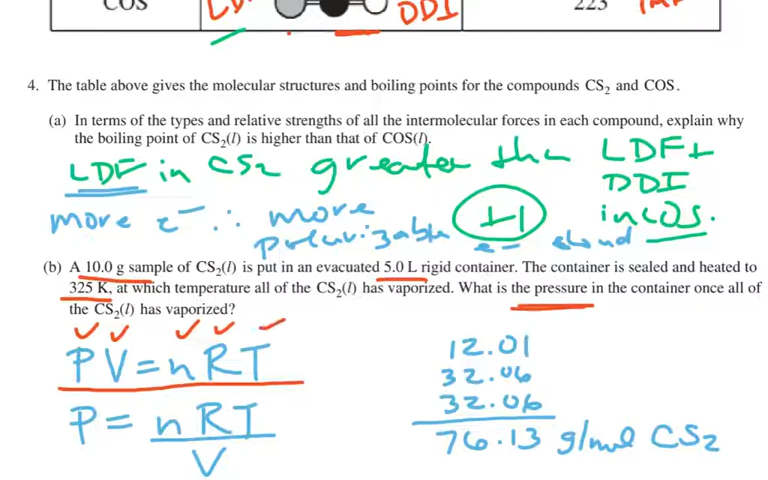 COS
LDF
DDI
223
IMF
4. The table above gives the molecular structures and boiling points for the compounds CS₂ and COS.
(a) In terms of the types and relative strengths of all the intermolecular forces in each compound, explain why
the boiling point of CS₂(l) is higher than that of COS(l).
LDF in CS₂ greater than LDF+
DDI
in COS.
more e⁻ ∴ more
polarizable e⁻ cloud
+1
(b) A 10.0 g sample of CS₂(l) is put in an evacuated 5.0 L rigid container. The container is sealed and heated to
325 K, at which temperature all of the CS₂(l) has vaporized. What is the pressure in the container once all of
the CS₂(l) has vaporized?
PV=nRT
P= nRT
V
12.01
32.06
32.06
76.13 g/mol CS₂